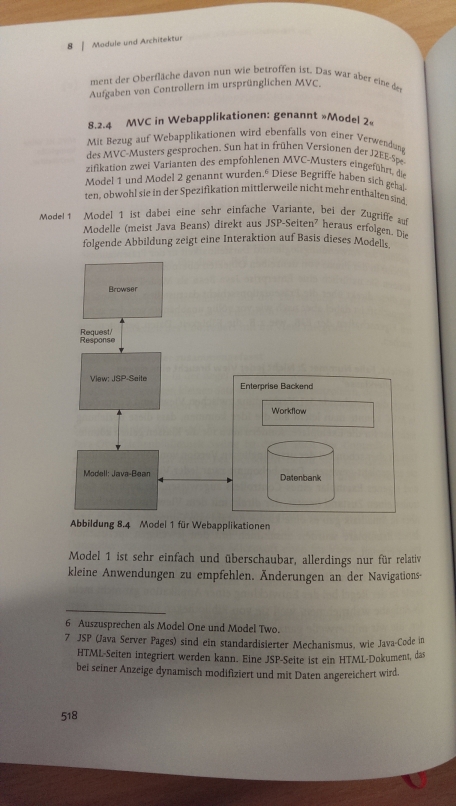 8 | Module und Architektur
ment der Oberfläche davon nun wie betroffen ist. Das war aber eine der
Aufgaben von Controllern im ursprünglichen MVC.
8.2.4 MVC in Webapplikationen: genannt »Model 2«
Mit Bezug auf Webapplikationen wird ebenfalls von einer Verwendung
des MVC-Musters gesprochen. Sun hat in frühen Versionen der J2EE-Spe-
zifikation zwei Varianten des empfohlenen MVC-Musters eingeführt, die
Model 1 und Model 2 genannt wurden.6 Diese Begriffe haben sich gehal-
ten, obwohl sie in der Spezifikation mittlerweile nicht mehr enthalten sind.
Model 1 Model 1 ist dabei eine sehr einfache Variante, bei der Zugriffe auf
Modelle (meist Java Beans) direkt aus JSP-Seiten7 heraus erfolgen. Die
folgende Abbildung zeigt eine Interaktion auf Basis dieses Modells.
Browser
Request/
Response
View: JSP-Seite
Enterprise Backend
Workflow
Modell: Java-Bean
Datenbank
Abbildung 8.4 Model 1 für Webapplikationen
Model 1 ist sehr einfach und überschaubar, allerdings nur für relativ
kleine Anwendungen zu empfehlen. Änderungen an der Navigations-
6 Auszusprechen als Model One und Model Two.
7 JSP (Java Server Pages) sind ein standardisierter Mechanismus, wie Java-Code in
HTML-Seiten integriert werden kann. Eine JSP-Seite ist ein HTML-Dokument, das
bei seiner Anzeige dynamisch modifiziert und mit Daten angereichert wird.
518